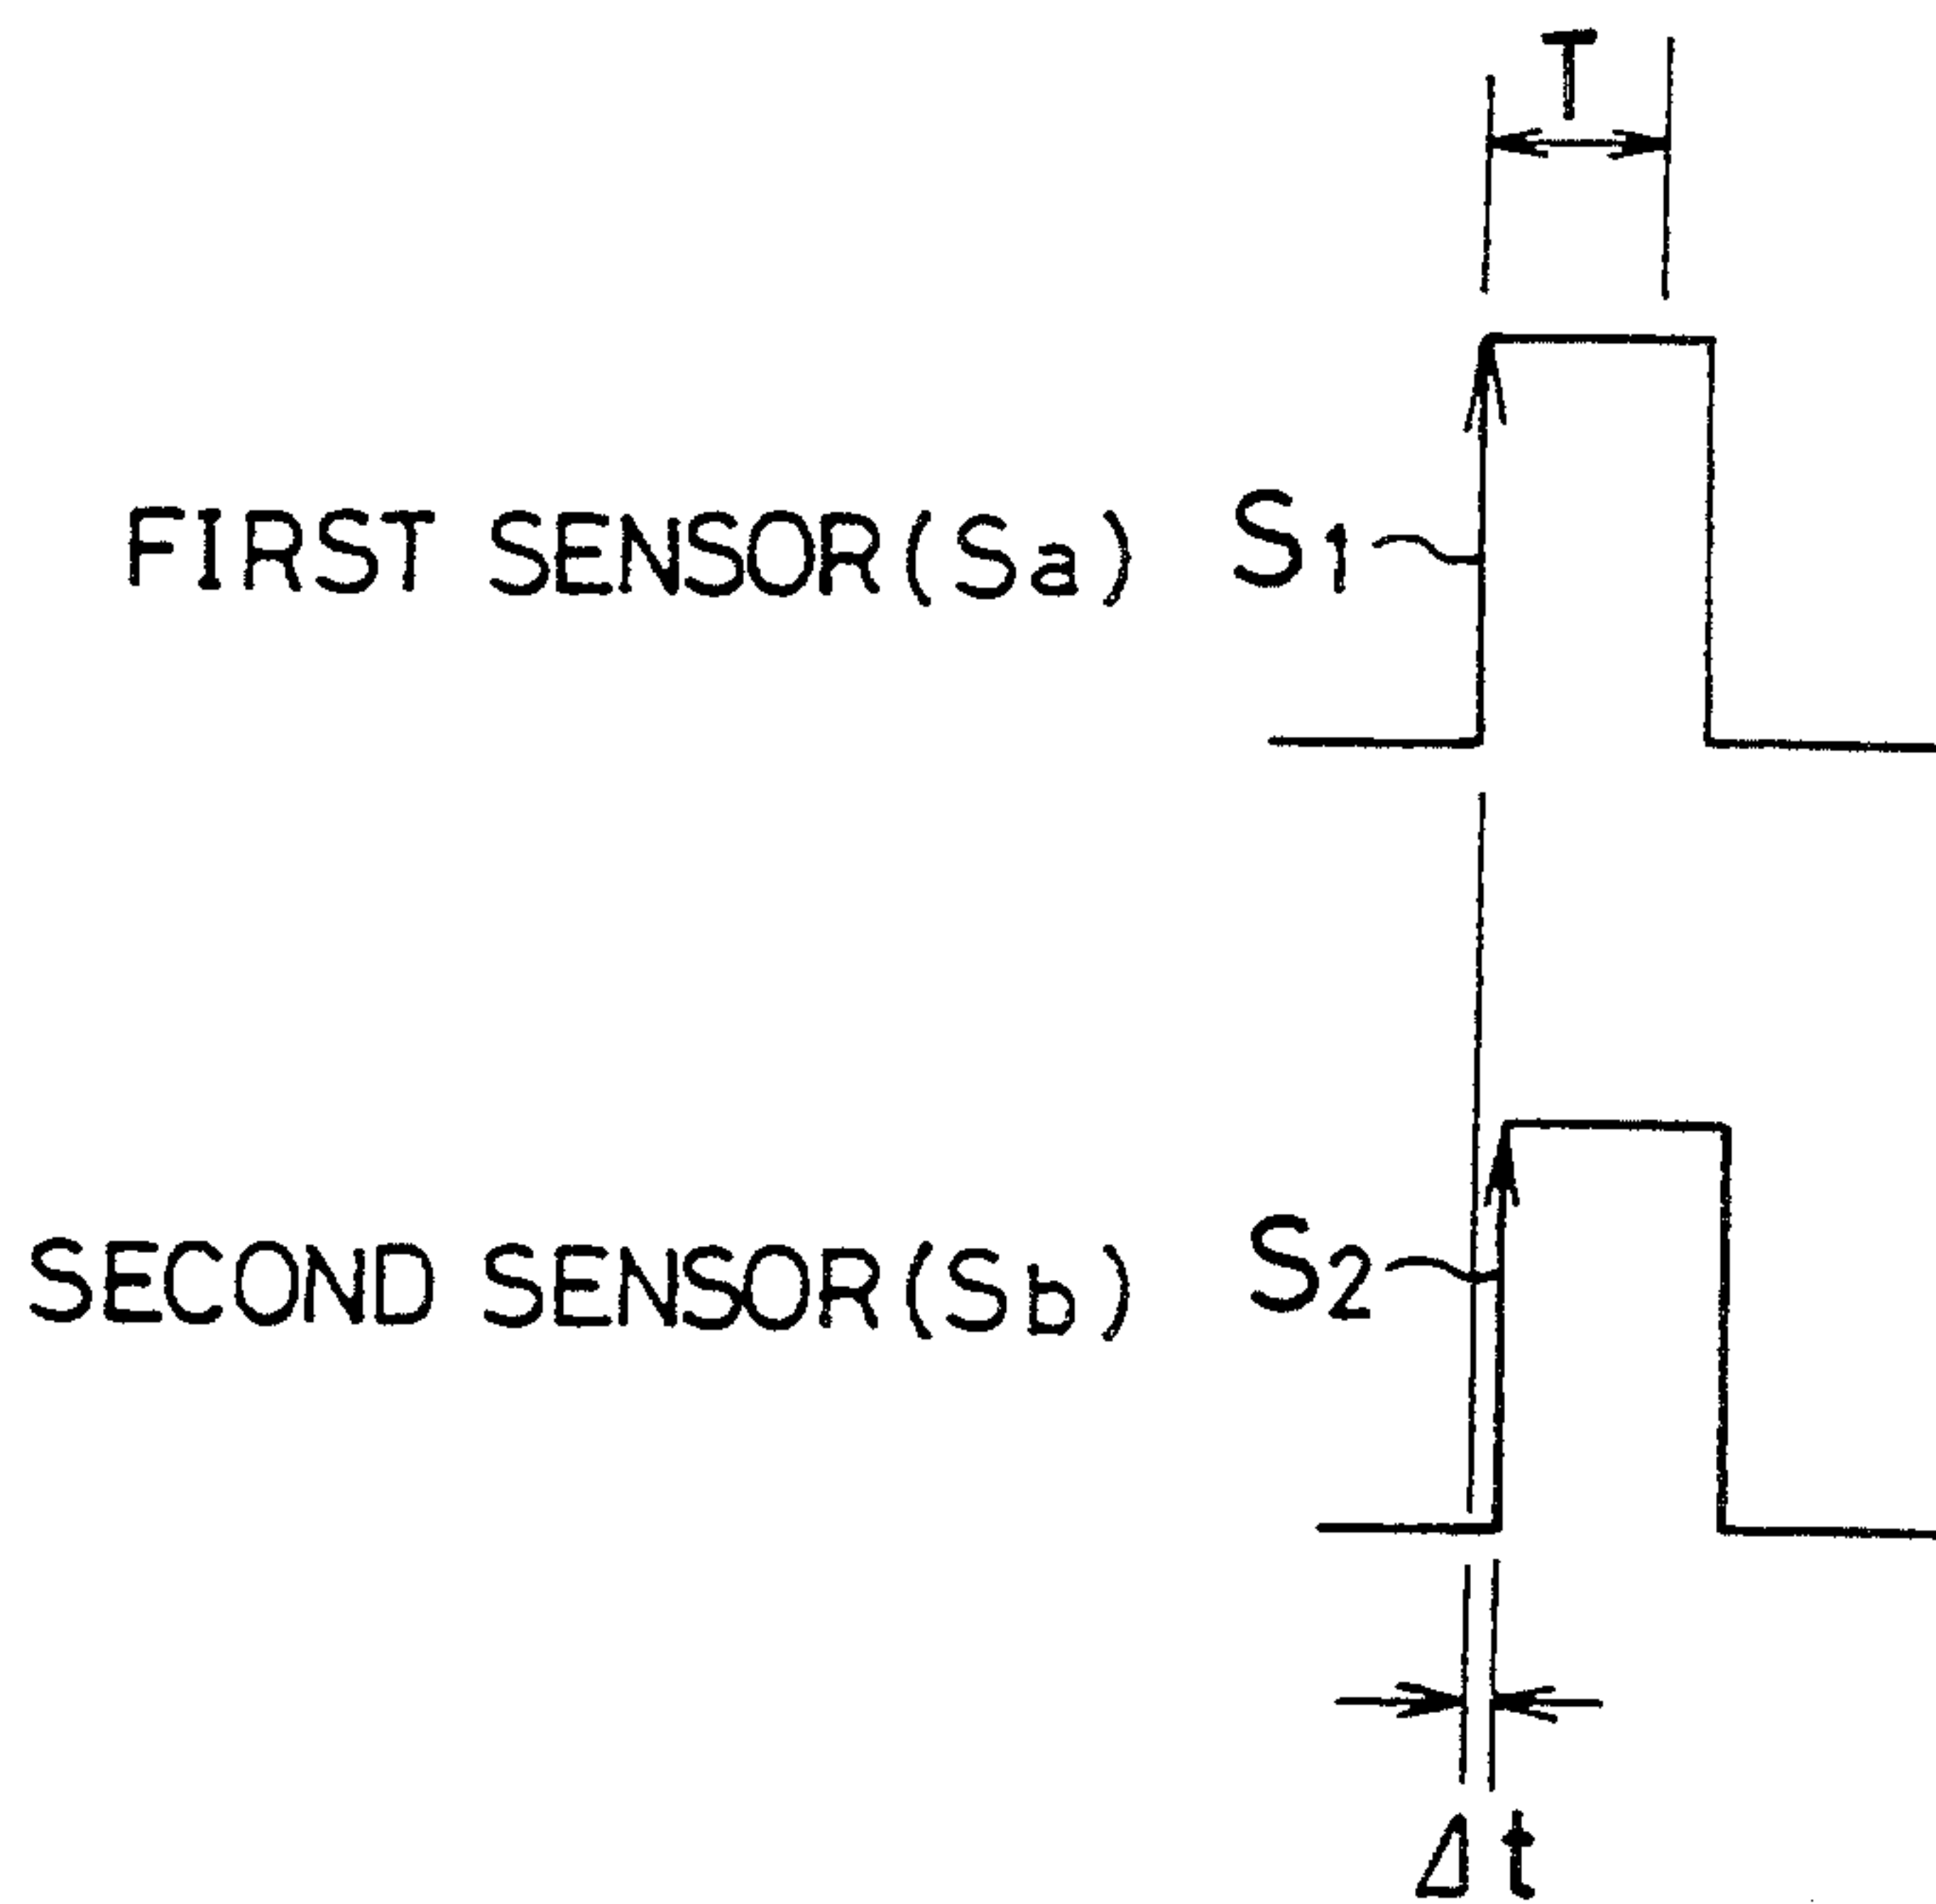 T
FIRST SENSOR(Sa) S1
SECOND SENSOR(Sb) S2
Δt